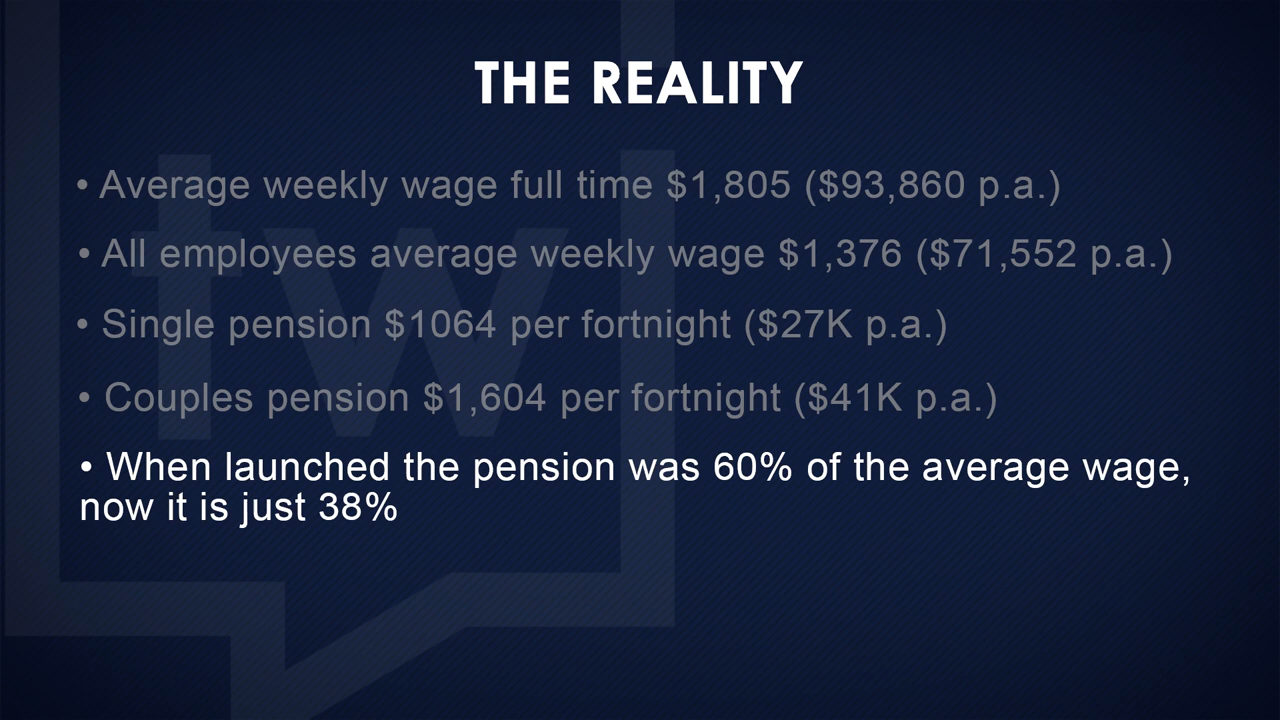 THE REALITY
• Average weekly wage full time $1,805 ($93,860 p.a.)
• All employees average weekly wage $1,376 ($71,552 p.a.)
• Single pension $1064 per fortnight ($27K p.a.)
• Couples pension $1,604 per fortnight ($41K p.a.)
• When launched the pension was 60% of the average wage,
now it is just 38%
tw